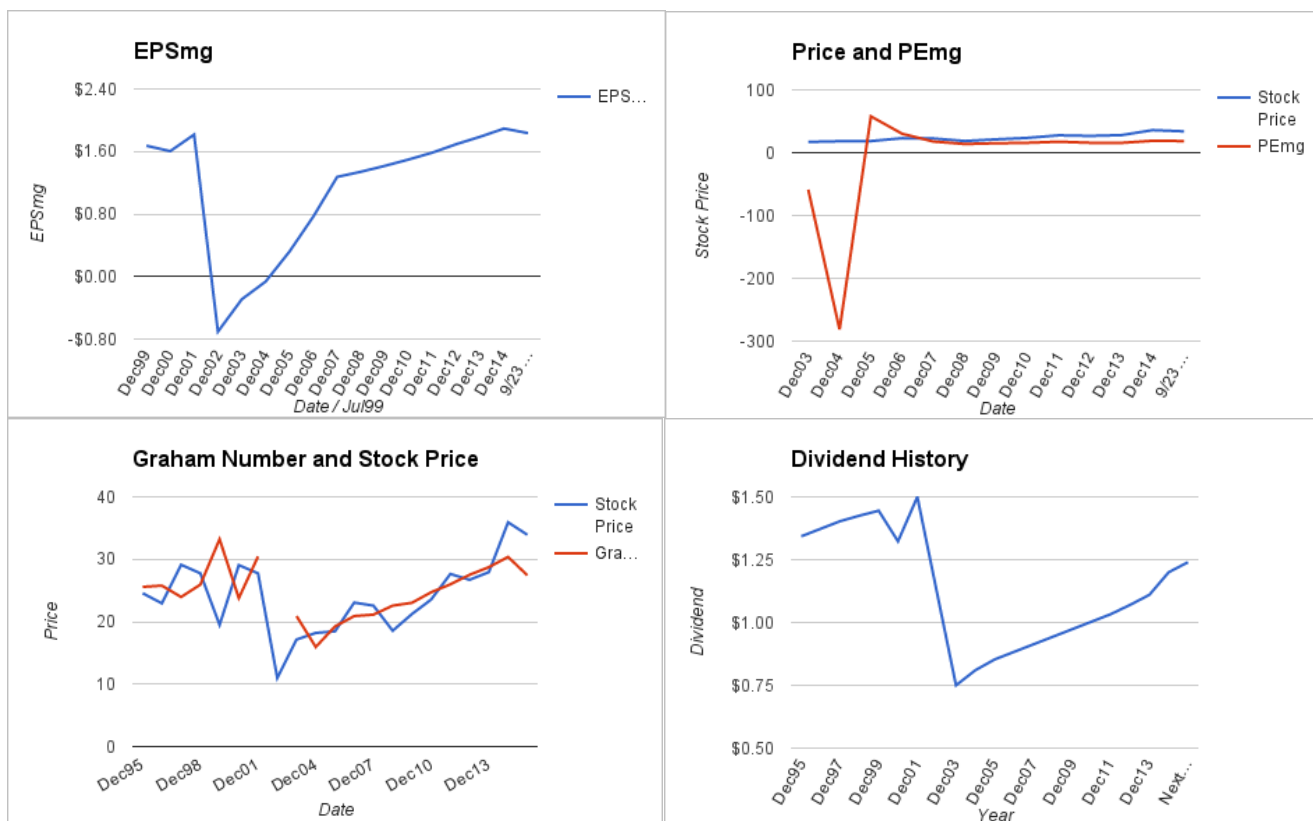 EPSmg
$2.40
$1.60
$0.80
$0.00
-$0.80
EPSmg
EPS...
Dec99
Dec00
Dec01
Dec02
Dec03
Dec04
Dec05
Dec06
Dec07
Dec08
Dec09
Dec10
Dec11
Dec12
Dec13
Dec14
9/23 ...
Date / Jul99
Price and PEmg
100
0
-100
-200
-300
Stock Price
Stock
Price
PEmg
Dec03
Dec04
Dec05
Dec06
Dec07
Dec08
Dec09
Dec10
Dec11
Dec12
Dec13
Dec14
9/23 ...
Date
Graham Number and Stock Price
40
30
20
10
0
Price
Stock
Price
Gra...
Dec95
Dec98
Dec01
Dec04
Dec07
Dec10
Dec13
Date
Dividend History
$1.50
$1.25
$1.00
$0.75
$0.50
Dividend
Dec95
Dec97
Dec99
Dec01
Dec03
Dec05
Dec07
Dec09
Dec11
Dec13
Next...
Year